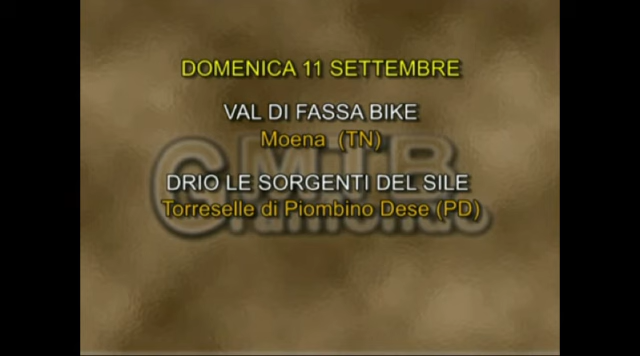 DOMENICA 11 SETTEMBRE
VAL DI FASSA BIKE
Moena (TN)
MTB
DRIO LE SORGENTI DEL SILE
Torreselle di Piombino Dese (PD)